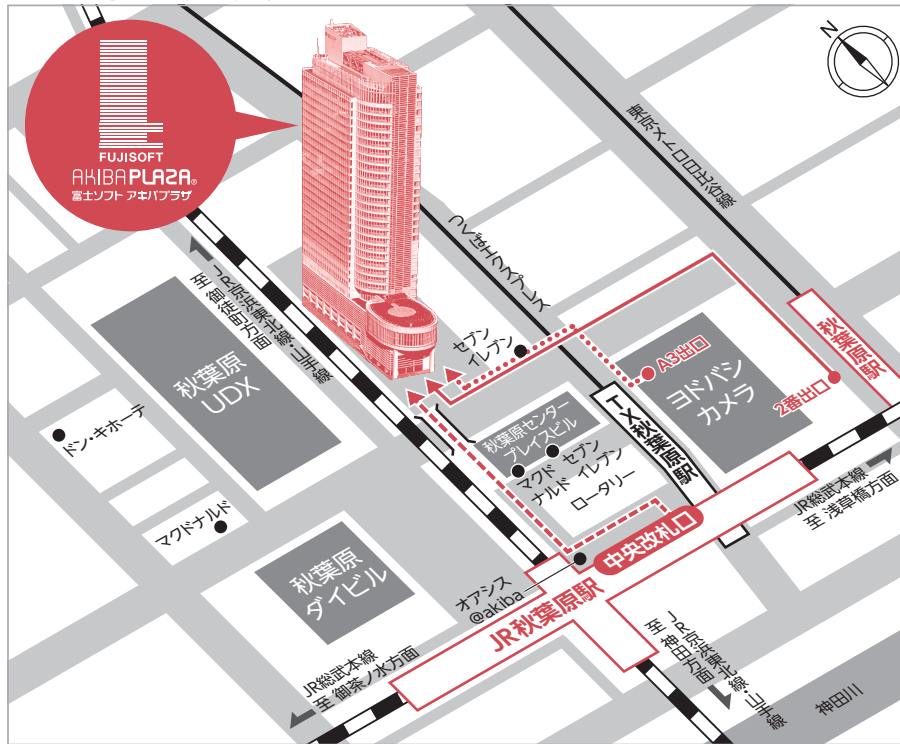 FUJISOFT
AKIBA PLAZA®
富士ソフト アキバプラザ
N
東京メトロ日比谷線
つくばエクスプレス
JR京浜東北線・山手線
至 御徒町方面
秋葉原
UDX
セブン
イレブン
A3出口
ヨドバシ
カメラ
秋葉原駅
2番出口
ドン・キホーテ
秋葉原センター
プレイスビル
マクド
ナルド
セブン
イレブン
ロータリー
TX秋葉原駅
JR総武本線
至 浅草橋方面
マクドナルド
秋葉原
ダイビル
オアシス
@akiba
中央改札口
JR秋葉原駅
JR総武本線
至 御茶ノ水方面
JR京浜東北線・山手線
至 神田方面
神田川